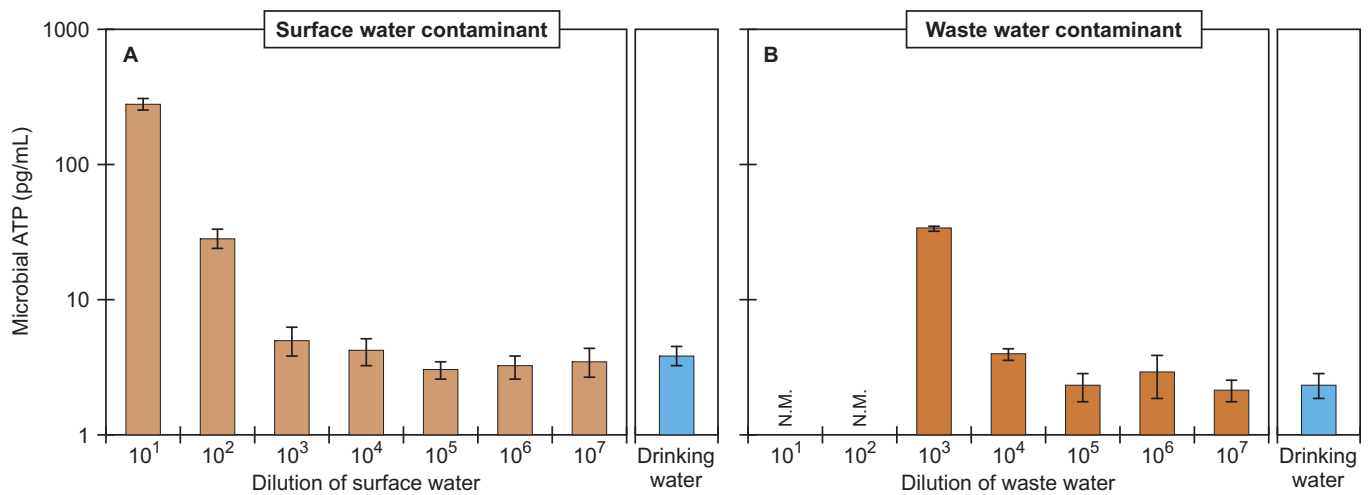 Surface water contaminant
Waste water contaminant
A
B
Microbial ATP (pg/mL)
1000
100
10
1
N.M.
N.M.
10¹ 10² 10³ 10⁴ 10⁵ 10⁶ 10⁷
Drinking
water
Dilution of surface water
10¹ 10² 10³ 10⁴ 10⁵ 10⁶ 10⁷
Drinking
water
Dilution of waste water